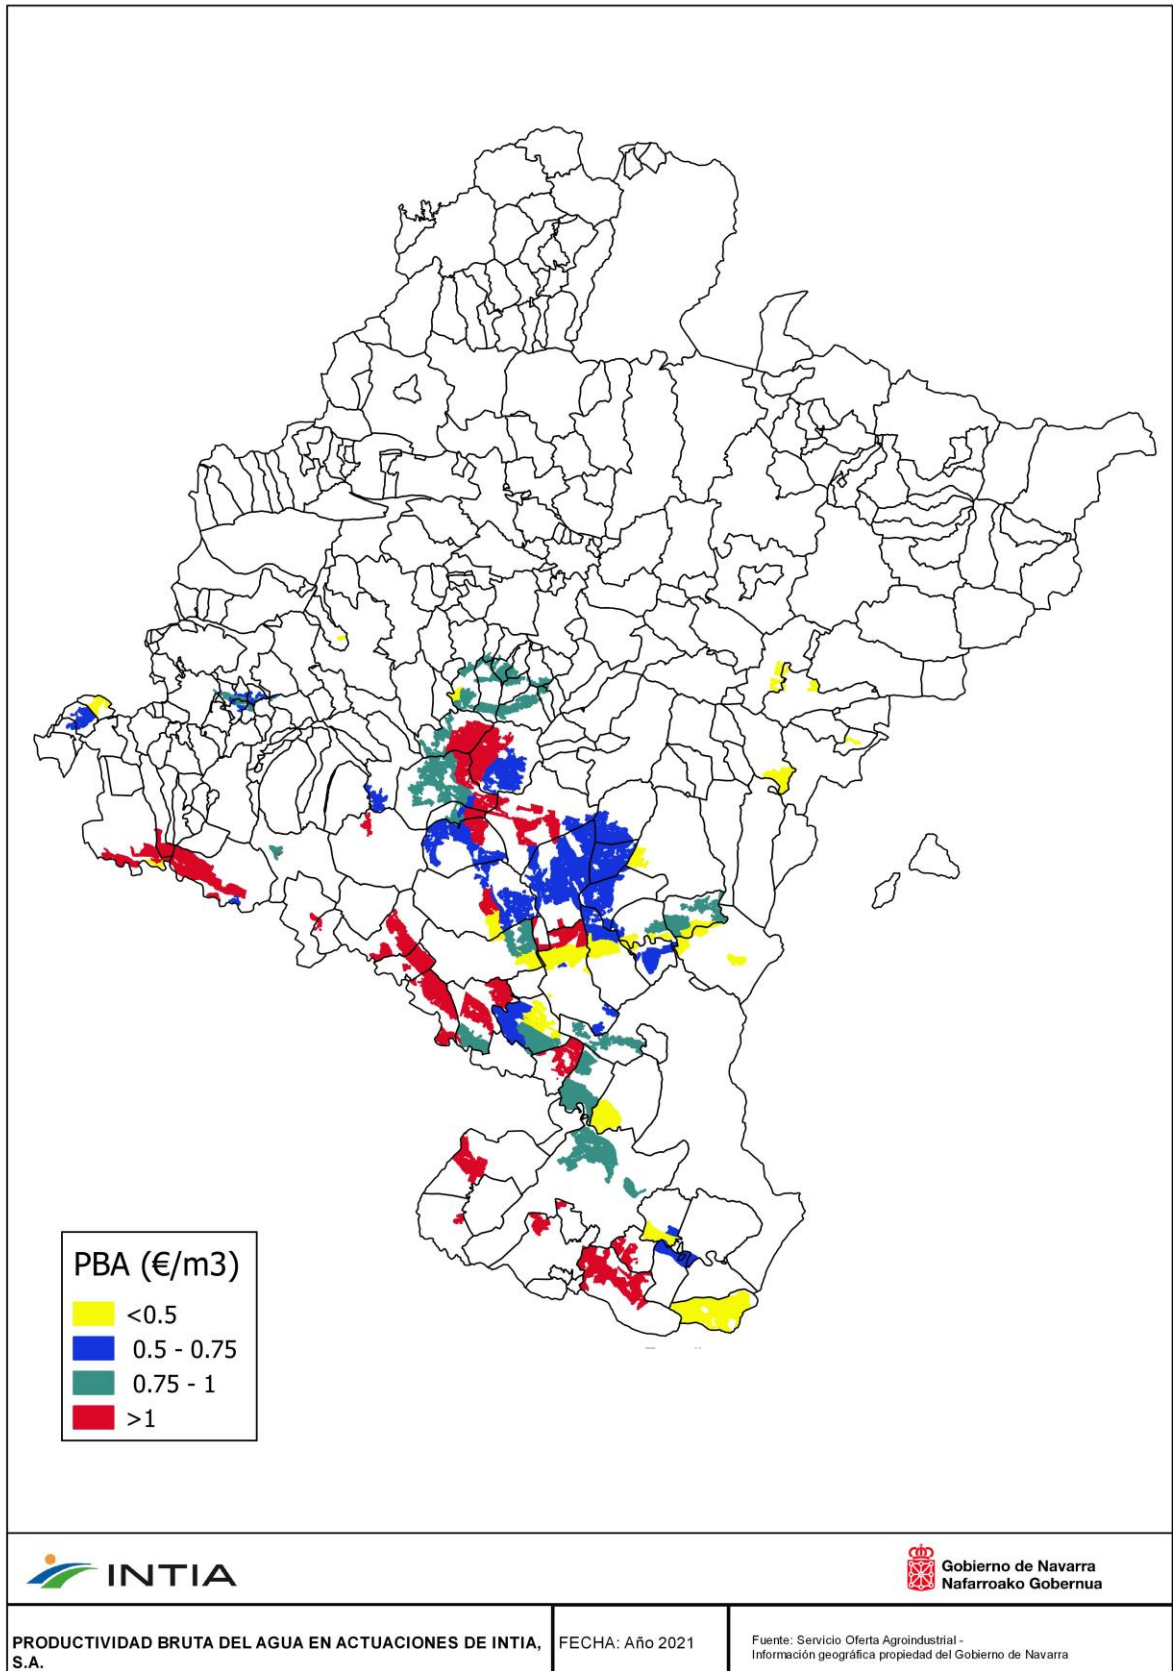 PBA (€/m3)
<0.5
0.5 - 0.75
0.75 - 1
>1
INTIA
Gobierno de Navarra
Nafarroako Gobernua
PRODUCTIVIDAD BRUTA DEL AGUA EN ACTUACIONES DE INTIA,
S.A.
FECHA: Año 2021
Fuente: Servicio Oferta Agroindustrial -
Información geográfica propiedad del Gobierno de Navarra